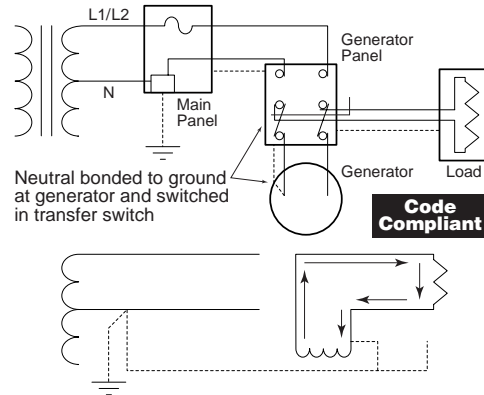 L1/L2
N
Main
Panel
Generator
Panel
Load
Generator
Neutral bonded to ground
at generator and switched
in transfer switch
Code
Compliant